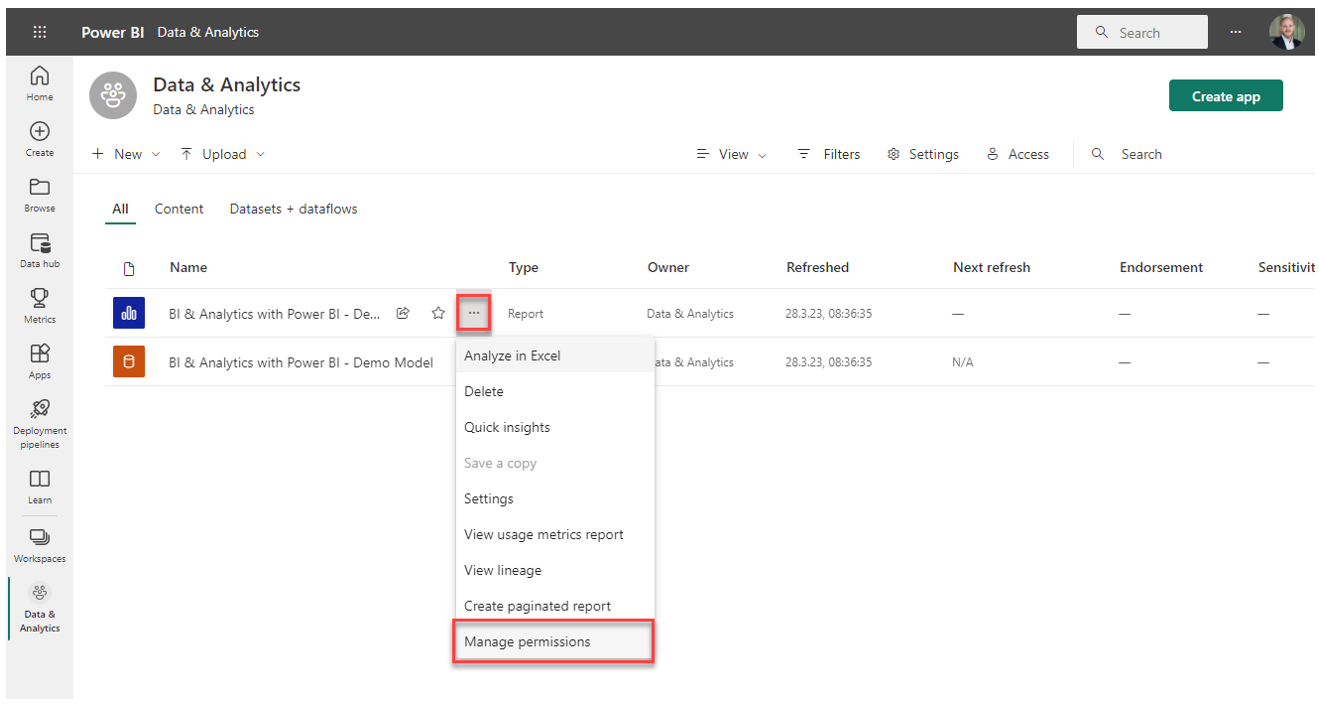 Power BI Data & Analytics
Search
...
Home
Create
Browse
Data hub
Metrics
Apps
Deployment
pipelines
Learn
Workspaces
Data &
Analytics
Data & Analytics
Data & Analytics
Create app
New
Upload
View
Filters
Settings
Access
Search
All
Content
Datasets + dataflows
Name Type Owner Refreshed Next refresh Endorsement Sensitivit
BI & Analytics with Power BI - De... ... Report Data & Analytics 28.3.23, 08:36:35 — — —
BI & Analytics with Power BI - Demo Model ata & Analytics 28.3.23, 08:36:35 N/A — —
Analyze in Excel
Delete
Quick insights
Save a copy
Settings
View usage metrics report
View lineage
Create paginated report
Manage permissions